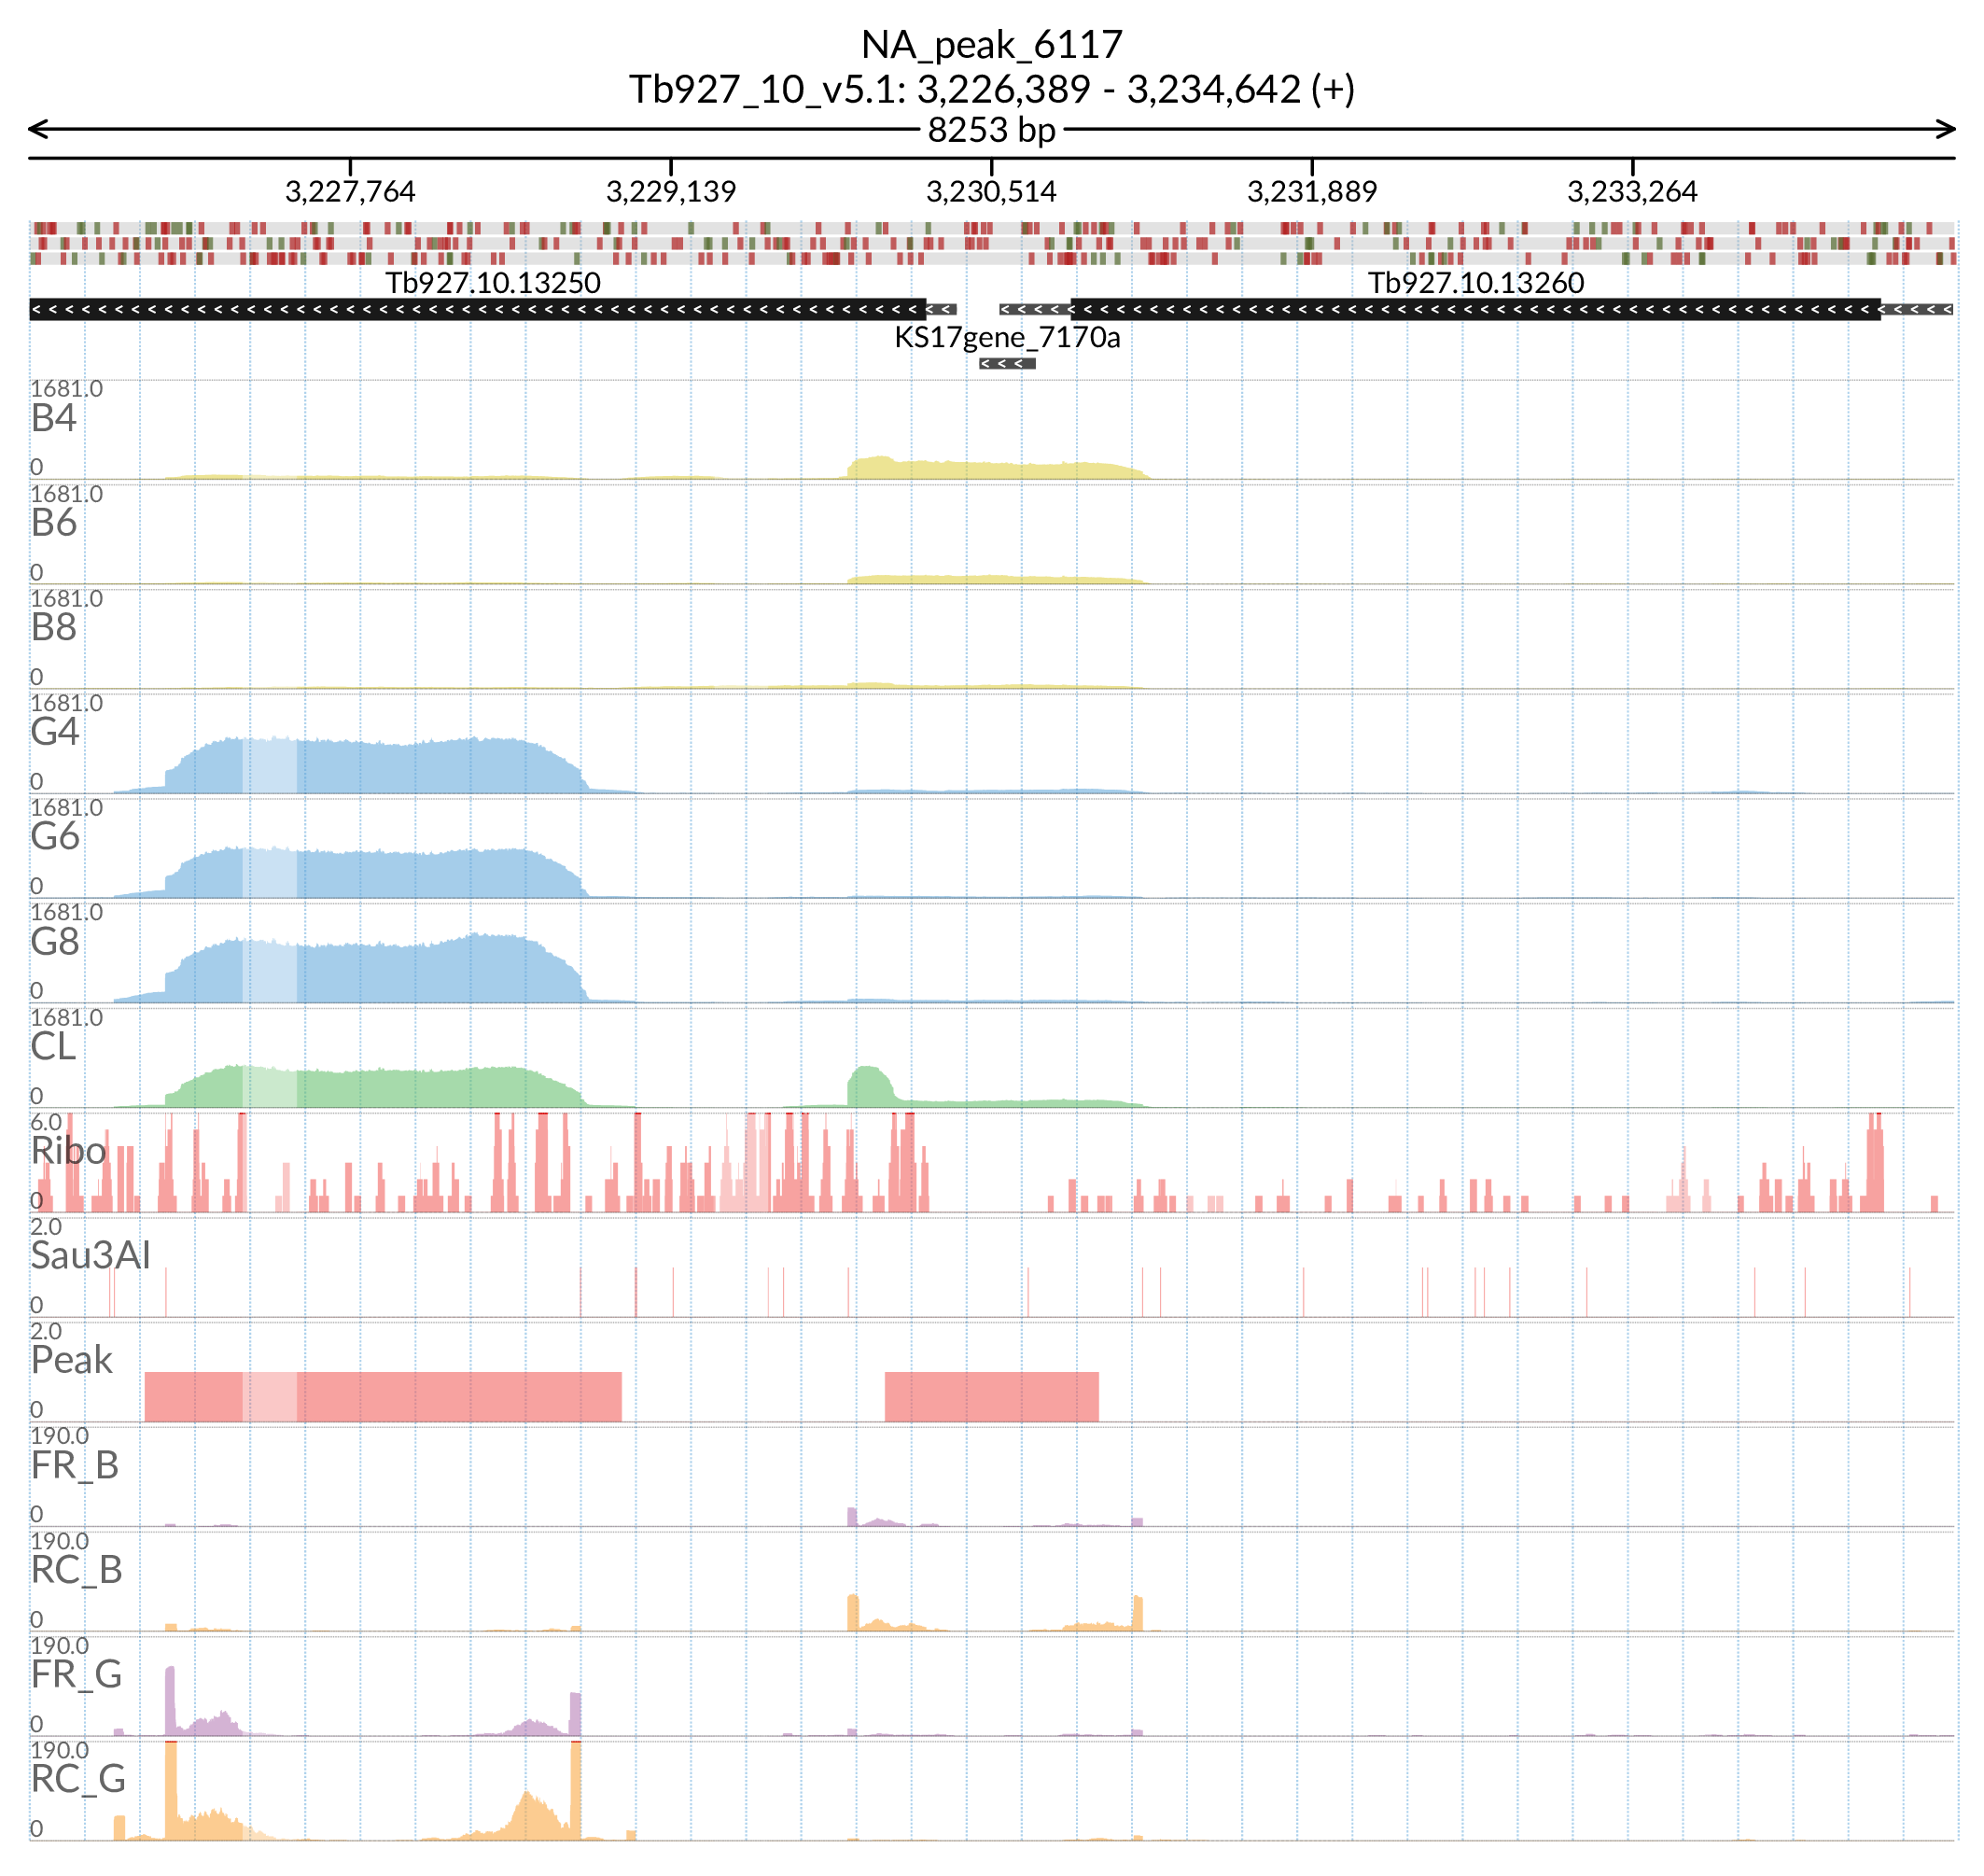 NA_peak_6117
Tb927_10_v5.1: 3,226,389 - 3,234,642 (+)
8253 bp
3,227,764 3,229,139 3,230,514 3,231,889 3,233,264
Tb927.10.13250 Tb927.10.13260
KS17gene_7170a
1681.0
B4
0
1681.0
B6
0
1681.0
B8
0
1681.0
G4
0
1681.0
G6
0
1681.0
G8
0
1681.0
CL
0
6.0
Ribo
0
2.0
Sau3AI
0
2.0
Peak
0
190.0
FR_B
0
190.0
RC_B
0
190.0
FR_G
0
190.0
RC_G
0